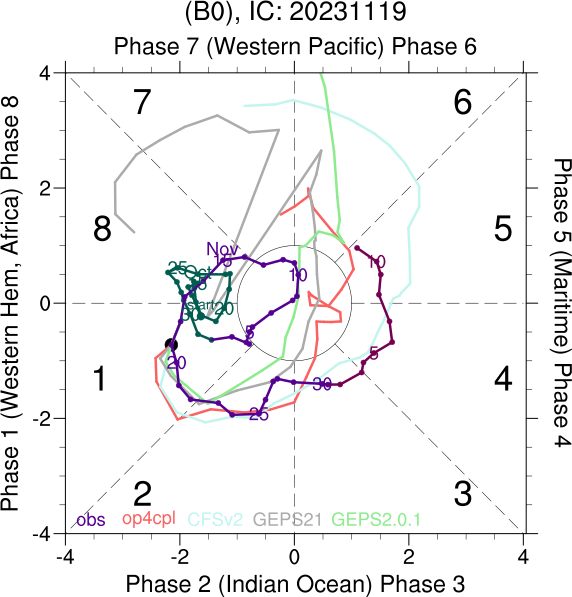 (B0), IC: 20231119
Phase 7 (Western Pacific) Phase 6
4
7
6
Phase 1 (Western Hem, Africa) Phase 8
Phase 5 (Maritime) Phase 4
2
8
5
Nov
15
25
Oct
10
10
5
start
20
0
30
5
5
20
1
4
30
25
-2
2
3
obs
op4cpl
CFSv2
GEPS21
GEPS2.0.1
-4
-4
-2
0
2
4
Phase 2 (Indian Ocean) Phase 3